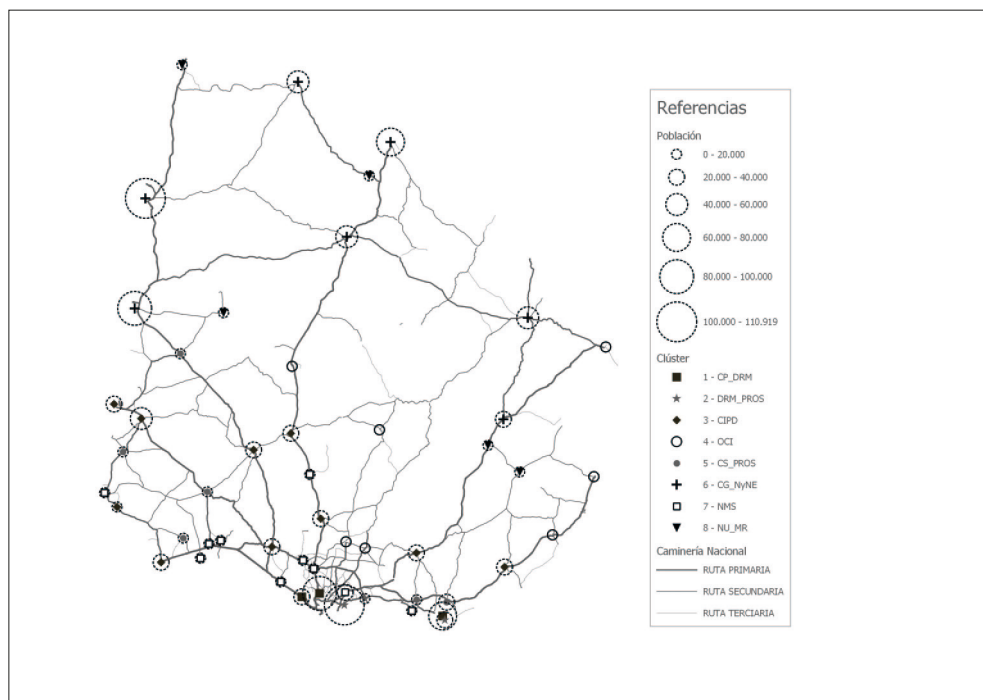 Referencias
Población
0 - 20.000
20.000 - 40.000
40.000 - 60.000
60.000 - 80.000
80.000 - 100.000
100.000 - 110.919
Clúster
1 - CP_DRM
2 - DRM_PROS
3 - CIPD
4 - OCI
5 - CS_PROS
6 - CG_NyNE
7 - NMS
8 - NU_MR
Caminería Nacional
RUTA PRIMARIA
RUTA SECUNDARIA
RUTA TERCIARIA